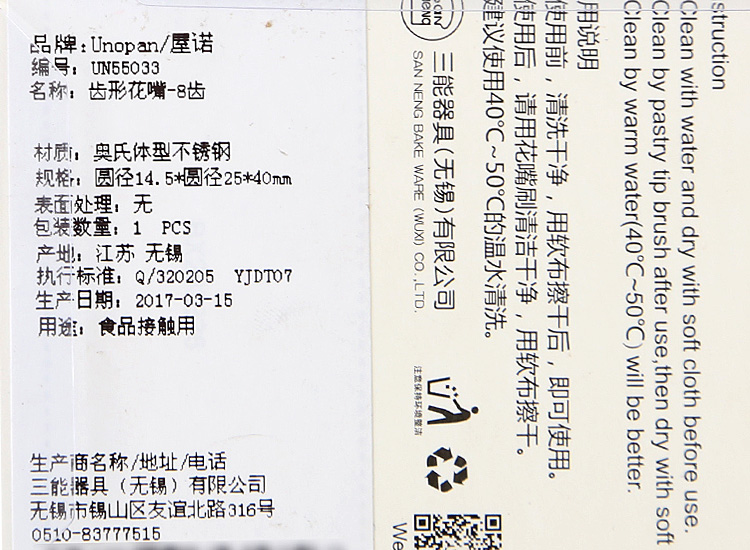 品牌:Unopan/屋诺
编号: UN55033
名称: 齿形花嘴-8齿
材质: 奥氏体型不锈钢
规格: 圆径14.5*圆径25*40mm
表面处理: 无
包装数量: 1 PCS
产地: 江苏 无锡
执行标准: Q/320205 YJDT07
生产日期: 2017-03-15
用途: 食品接触用
生产商名称/地址/电话
三能器具（无锡）有限公司
无锡市锡山区友谊北路316号
0510-83777515
struction
Clean with water and dry with soft cloth before use.
Clean by pastry tip brush after use,then dry with soft
Clean by warm water(40℃~50℃) will be better.
用说明
使用前，清洗干净，用软布擦干后，即可使用。
使用后，请用花嘴刷清洁干净，用软布擦干。
建议使用40℃~50℃的温水清洗。
三能器具(无锡)有限公司
SAN NENG BAKE WARE (WUXI) CO.,LTD.
注意保持环境整洁
We